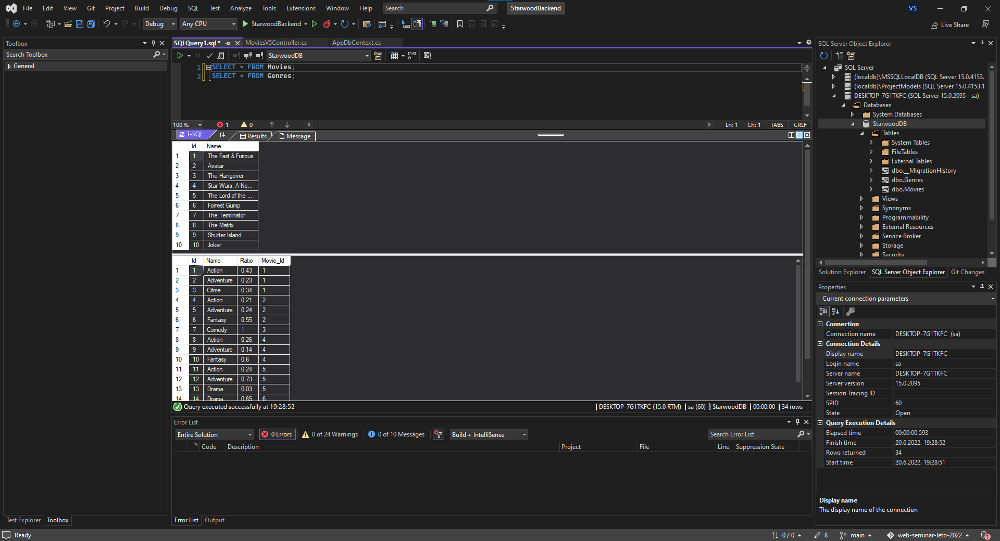 File Edit View Git Project Build Debug SQL Test Analyze Tools Extensions Window Help Search StarwoodBackend VS
Debug Any CPU StarwoodBackend Live Share
Toolbox
Search Toolbox
General
SQLQuery1.sql * MoviesV5Controller.cs AppDbContext.cs
StarwoodDB
1 SELECT * FROM Movies;
2 SELECT * FROM Genres;
100 % 1 0 Ln: 1 Ch: 1 TABS CRLF
T-SQL Results Message
Id Name
1 1 The Fast & Furious
2 2 Avatar
3 3 The Hangover
4 4 Star Wars: A Ne...
5 5 The Lord of the ...
6 6 Forrest Gump
7 7 The Terminator
8 8 The Matrix
9 9 Shutter Island
10 10 Joker
Id Name Ratio Movie_Id
1 1 Action 0.43 1
2 2 Adventure 0.23 1
3 3 Crime 0.34 1
4 4 Action 0.21 2
5 5 Adventure 0.24 2
6 6 Fantasy 0.55 2
7 7 Comedy 1 3
8 8 Action 0.26 4
9 9 Adventure 0.14 4
10 10 Fantasy 0.6 4
11 11 Action 0.24 5
12 12 Adventure 0.73 5
13 13 Drama 0.03 5
14 14 Drama 0.65 6
Query executed successfully at 19:28:52 DESKTOP-7G1TKFC (15.0 RTM) sa (60) StarwoodDB 00:00:00 34 rows
Error List
Entire Solution 0 Errors 0 of 24 Warnings 0 of 10 Messages Build + IntelliSense Search Error List
Code Description Project File Line Suppression State
Error List Output
Test Explorer Toolbox
SQL Server Object Explorer
SQL Server
(localdb)\MSSQLLocalDB (SQL Server 15.0.4153.
(localdb)\ProjectModels (SQL Server 15.0.4153.1
DESKTOP-7G1TKFC (SQL Server 15.0.2095 - sa)
Databases
System Databases
StarwoodDB
Tables
System Tables
FileTables
External Tables
dbo.__MigrationHistory
dbo.Genres
dbo.Movies
Views
Synonyms
Programmability
External Resources
Service Broker
Storage
Security
Solution Explorer SQL Server Object Explorer Git Changes
Properties
Current connection parameters
Connection
Connection name DESKTOP-7G1TKFC (sa)
Connection Details
Display name DESKTOP-7G1TKFC
Login name sa
Server name DESKTOP-7G1TKFC
Server version 15.0.2095
Session Tracing ID
SPID 60
State Open
Query Execution Details
Elapsed time 00:00:00.593
Finish time 20.6.2022. 19:28:52
Rows returned 34
Start time 20.6.2022. 19:28:51
Display name
The display name of the connection
Ready 0 / 0 8 main web-seminar-leto-2022 1